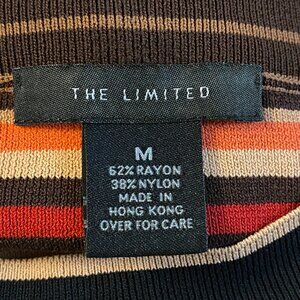 THE LIMITED
M
62% RAYON
38% NYLON
MADE IN
HONG KONG
OVER FOR CARE